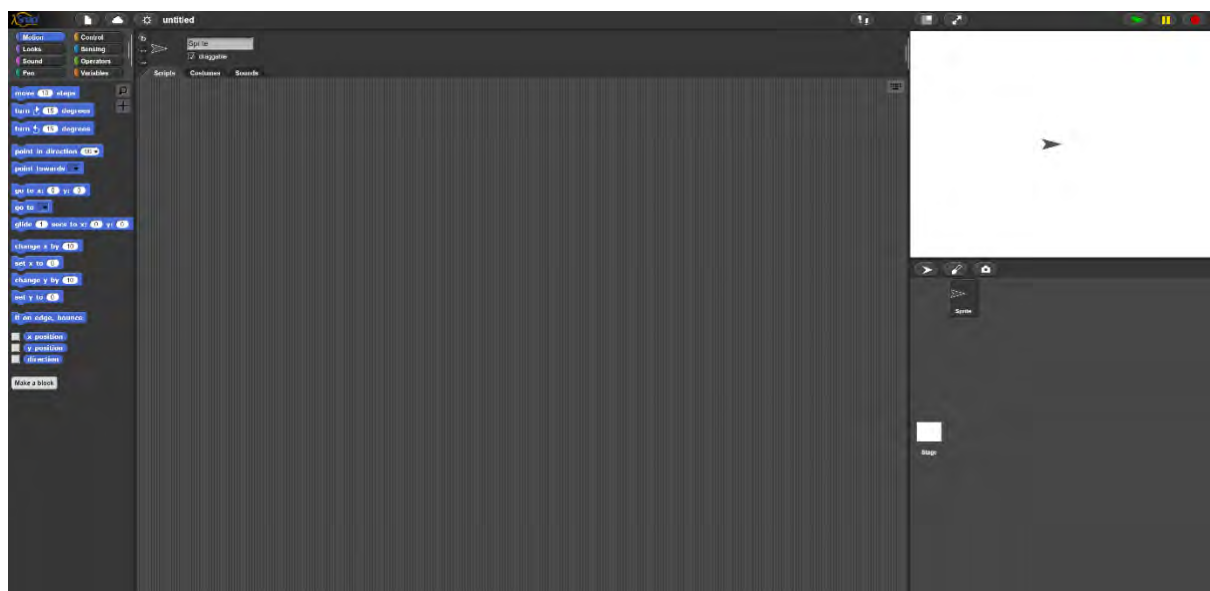 Snap!
untitled
Motion Control
Looks Sensing
Sound Operators
Pen Variables
Sprite
draggable
Scripts Costumes Sounds
move 10 steps
turn 15 degrees
turn 15 degrees
point in direction 90
point towards
go to x: 0 y: 0
go to
glide 1 secs to x: 0 y: 0
change x by 10
set x to 0
change y by 10
set y to 0
if on edge, bounce
x position
y position
direction
Make a block
Sprite
Stage